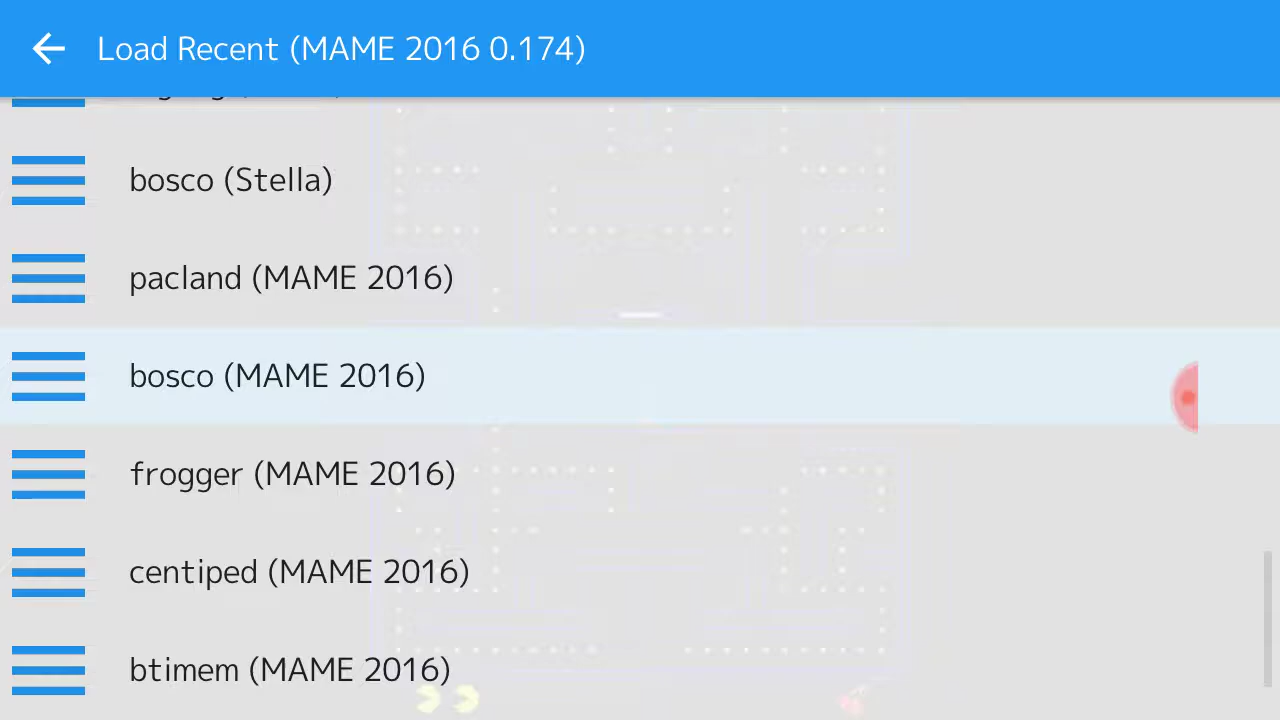 Load Recent (MAME 2016 0.174)
bosco (Stella)
pacland (MAME 2016)
bosco (MAME 2016)
frogger (MAME 2016)
centiped (MAME 2016)
btimem (MAME 2016)